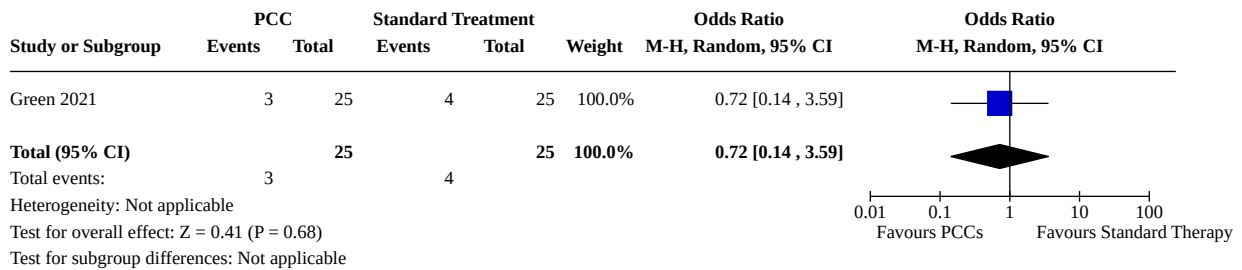 PCC Standard Treatment Odds Ratio Odds Ratio
Study or Subgroup Events Total Events Total Weight M-H, Random, 95% CI M-H, Random, 95% CI
Green 2021 3 25 4 25 100.0% 0.72 [0.14 , 3.59]
Total (95% CI) 25 25 100.0% 0.72 [0.14 , 3.59]
Total events: 3 4
Heterogeneity: Not applicable
0.01 0.1 1 10 100
Test for overall effect: Z = 0.41 (P = 0.68) Favours PCCs Favours Standard Therapy
Test for subgroup differences: Not applicable